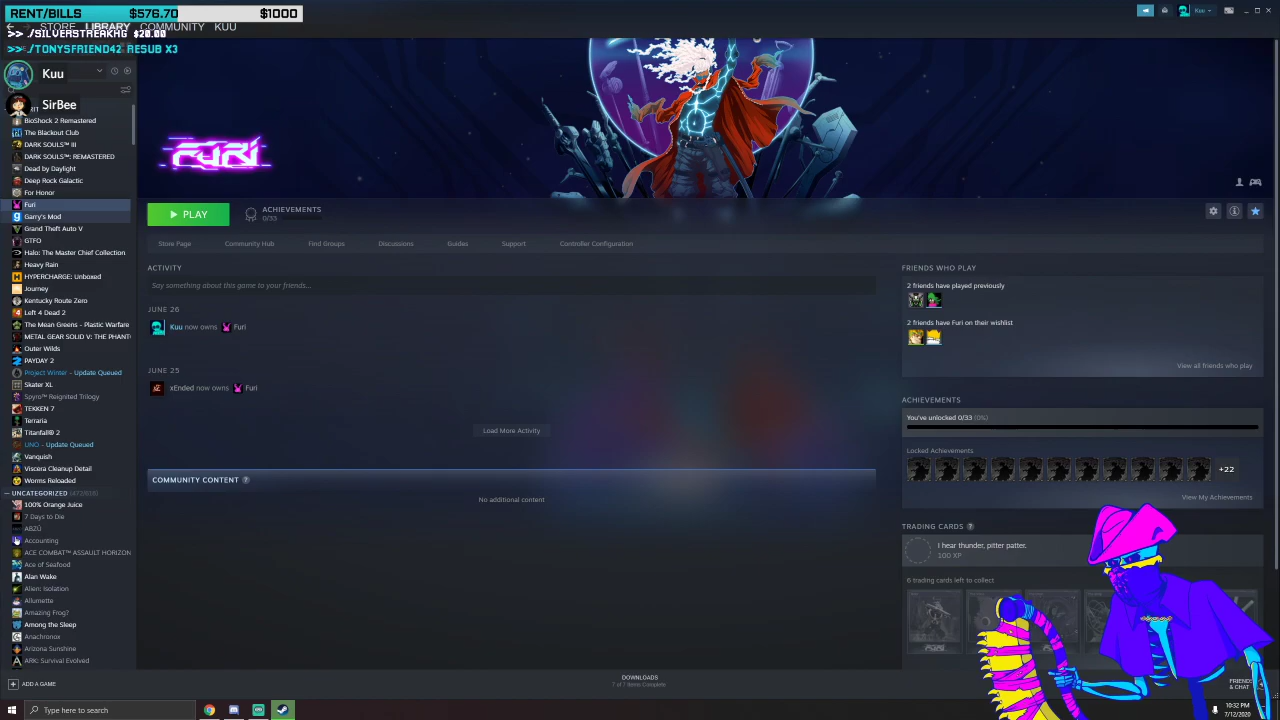 RENT/BILLS $576.70 $1000
STORE LIBRARY COMMUNITY KUU
>> ./SILVERSTREAKHG $20.00
>> ./TONYSFRIEND42 RESUB X3
Kuu
SirBee
Kuu
BioShock 2 Remastered
The Blackout Club
DARK SOULS™ III
DARK SOULS™: REMASTERED
Dead by Daylight
Deep Rock Galactic
For Honor
Furi
Garry's Mod
Grand Theft Auto V
GTFO
Halo: The Master Chief Collection
Heavy Rain
HYPERCHARGE: Unboxed
Journey
Kentucky Route Zero
Left 4 Dead 2
The Mean Greens - Plastic Warfare
METAL GEAR SOLID V: THE PHANT
Outer Wilds
PAYDAY 2
Project Winter - Update Queued
Skater XL
Spyro™ Reignited Trilogy
TEKKEN 7
Terraria
Titanfall® 2
UNO - Update Queued
Vanquish
Viscera Cleanup Detail
Worms Reloaded
UNCATEGORIZED
100% Orange Juice
7 Days to Die
ABZÛ
Accounting
ACE COMBAT™ ASSAULT HORIZON
Ace of Seafood
Alan Wake
Alien: Isolation
Allumette
Amazing Frog?
Among the Sleep
Anachronox
Arizona Sunshine
ARK: Survival Evolved
ADD A GAME
FURI
PLAY
ACHIEVEMENTS
0/33
Store Page Community Hub Find Groups Discussions Guides Support Controller Configuration
ACTIVITY
Say something about this game to your friends...
JUNE 26
Kuu now owns Furi
JUNE 25
xEnded now owns Furi
Load More Activity
COMMUNITY CONTENT ?
No additional content
FRIENDS WHO PLAY
2 friends have played previously
2 friends have Furi on their wishlist
View all friends who play
ACHIEVEMENTS
You've unlocked 0/33 (0%)
Locked Achievements
+22
View My Achievements
TRADING CARDS ?
I hear thunder, pitter patter.
100 XP
6 trading cards left to collect
DOWNLOADS
7 of 7 Items Complete
FRIENDS
& CHAT
Type here to search
10:32 PM
7/12/2020